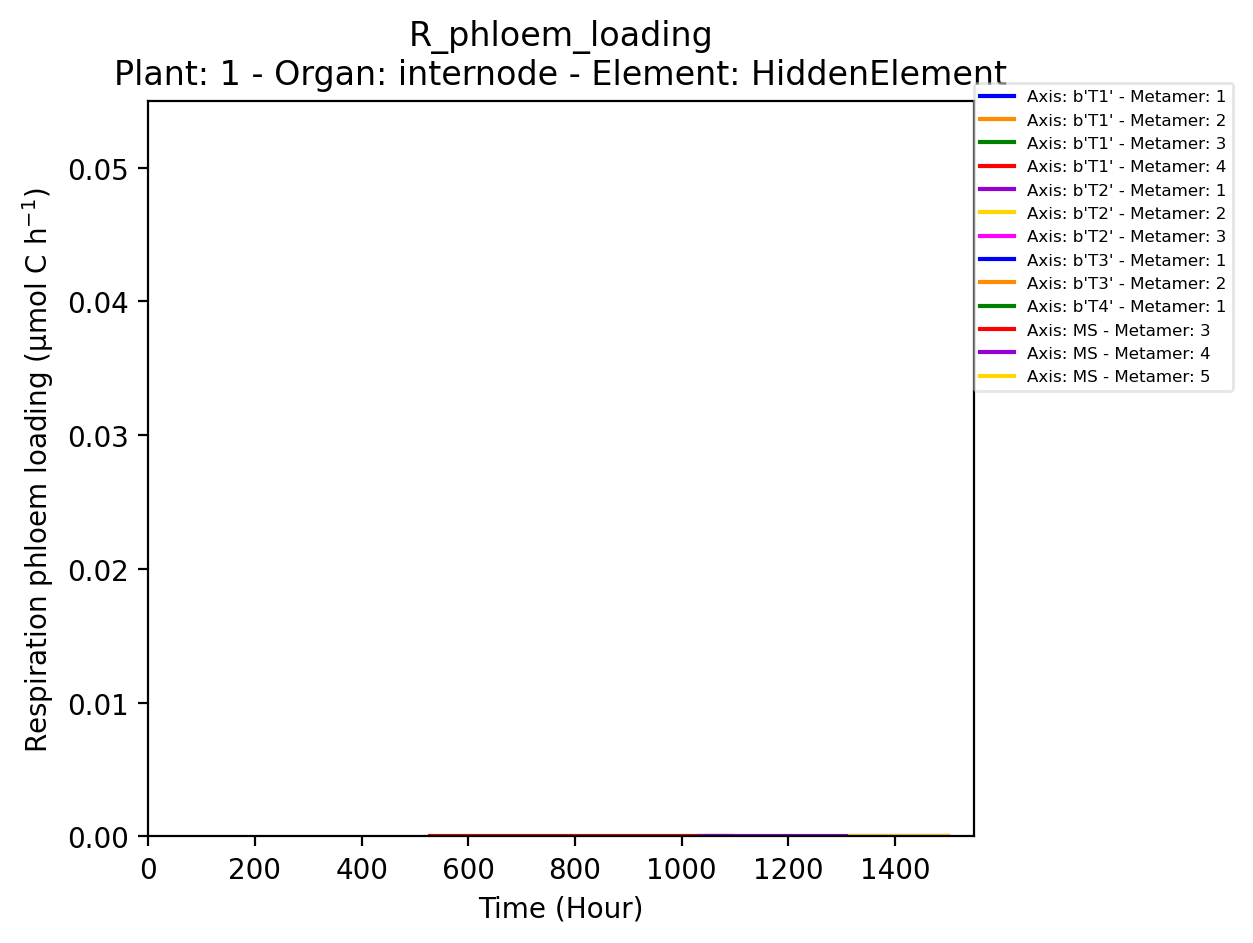 R_phloem_loading
Plant: 1 - Organ: internode - Element: HiddenElement
Axis: b'T1' - Metamer: 1
Axis: b'T1' - Metamer: 2
Axis: b'T1' - Metamer: 3
Axis: b'T1' - Metamer: 4
Axis: b'T2' - Metamer: 1
Axis: b'T2' - Metamer: 2
Axis: b'T2' - Metamer: 3
Axis: b'T3' - Metamer: 1
Axis: b'T3' - Metamer: 2
Axis: b'T4' - Metamer: 1
Axis: MS - Metamer: 3
Axis: MS - Metamer: 4
Axis: MS - Metamer: 5
Respiration phloem loading (µmol C h⁻¹)
0.05
0.04
0.03
0.02
0.01
0.00
0 200 400 600 800 1000 1200 1400
Time (Hour)